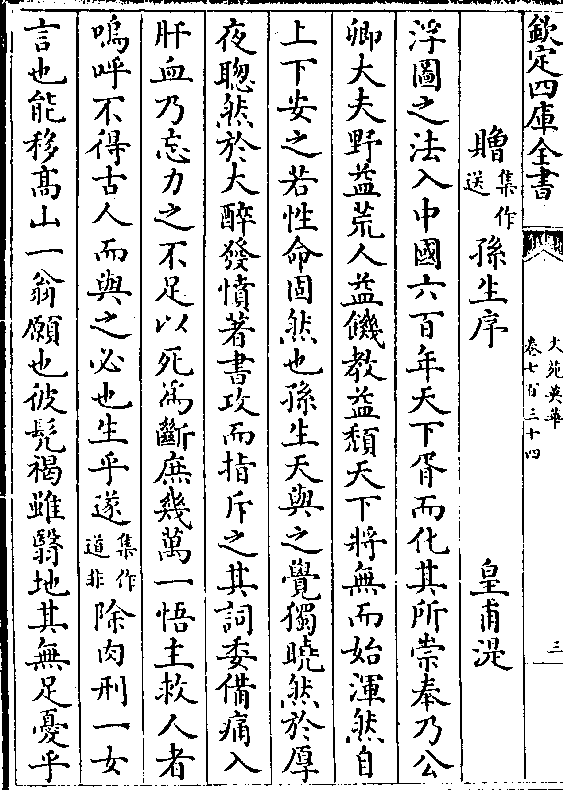 欽定四庫全書
文苑英華
卷七百三十四
三
贈集作送孫生序 皇甫湜
浮圖之法入中國六百年天下胥而化其所崇奉乃公
卿大夫野益荒人益饑教益頽天下將無而始渾然自
上下安之若性命固然也孫生天與之覺獨曉然於厚
夜聰然於大醉發憤著書攻而指斥之其詞委備痛入
肝血乃忘力之不足以死為斷庶幾萬一悟主救人者
嗚呼不得古人而與之必也生乎遂集作道非除肉刑一女
言也能移髙山一翁願也彼髠褐雖翳地其無足憂乎